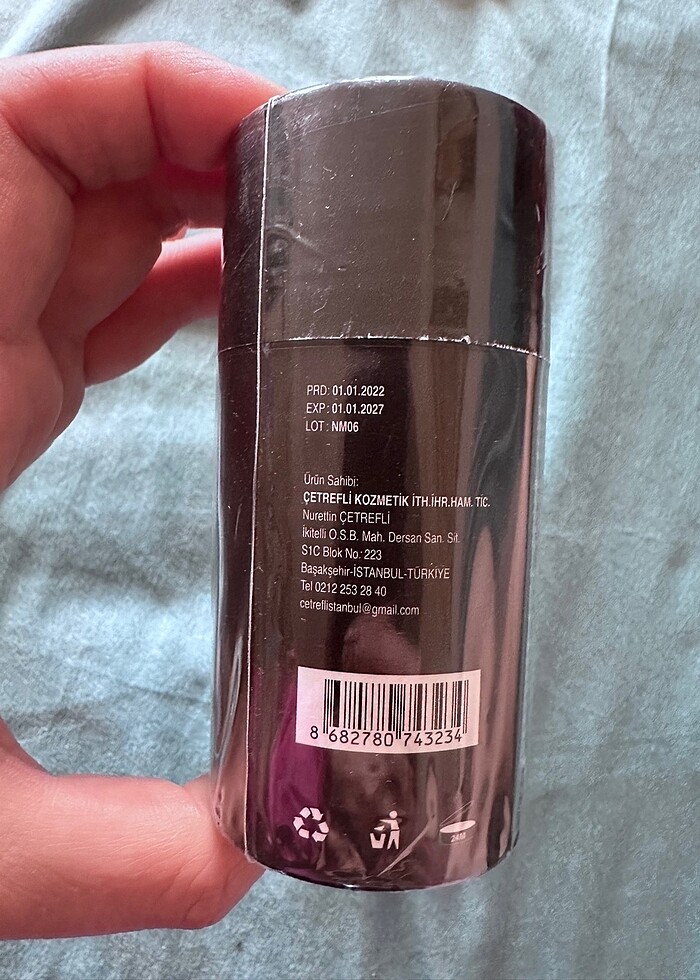 PRD: 01.01.2022
EXP: 01.01.2027
LOT : NM06
Ürün Sahibi:
ÇETREFLİ KOZMETİK İTH.İHR.HAM. TİC.
Nurettin ÇETREFLİ
İkitelli O.S.B. Mah. Dersan San. Sit.
S1C Blok No: 223
Başakşehir-İSTANBUL-TÜRKİYE
Tel 0212 253 28 40
cetreflistanbul@gmail.com
8 682780 743234
24M